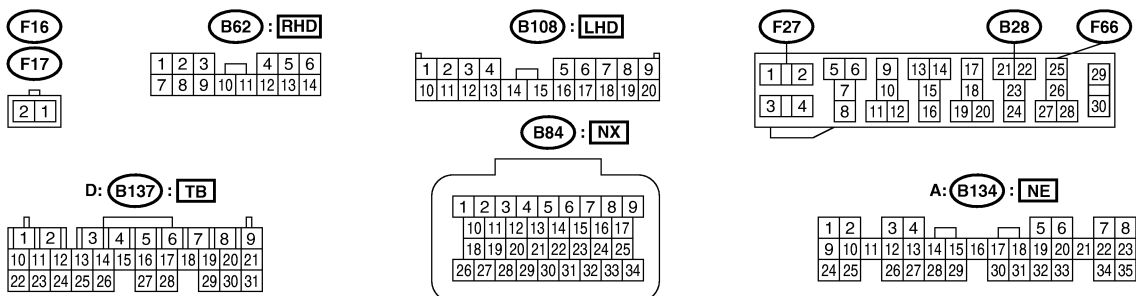 F16
F17
2 1
B62 : RHD
1 2 3 4 5 6
7 8 9 10 11 12 13 14
B108 : LHD
1 2 3 4 5 6 7 8 9
10 11 12 13 14 15 16 17 18 19 20
F27 B28 F66
1 2 5 6 9 13 14 17 21 22 25 29
7 10 15 18 23 26
3 4 8 11 12 16 19 20 24 27 28 30
B84 : NX
1 2 3 4 5 6 7 8 9
10 11 12 13 14 15 16 17
18 19 20 21 22 23 24 25
26 27 28 29 30 31 32 33 34
D: B137 : TB
1 2 3 4 5 6 7 8 9
10 11 12 13 14 15 16 17 18 19 20 21
22 23 24 25 26 27 28 29 30 31
A: B134 : NE
1 2 3 4 5 6 7 8
9 10 11 12 13 14 15 16 17 18 19 20 21 22 23
24 25 26 27 28 29 30 31 32 33 34 35